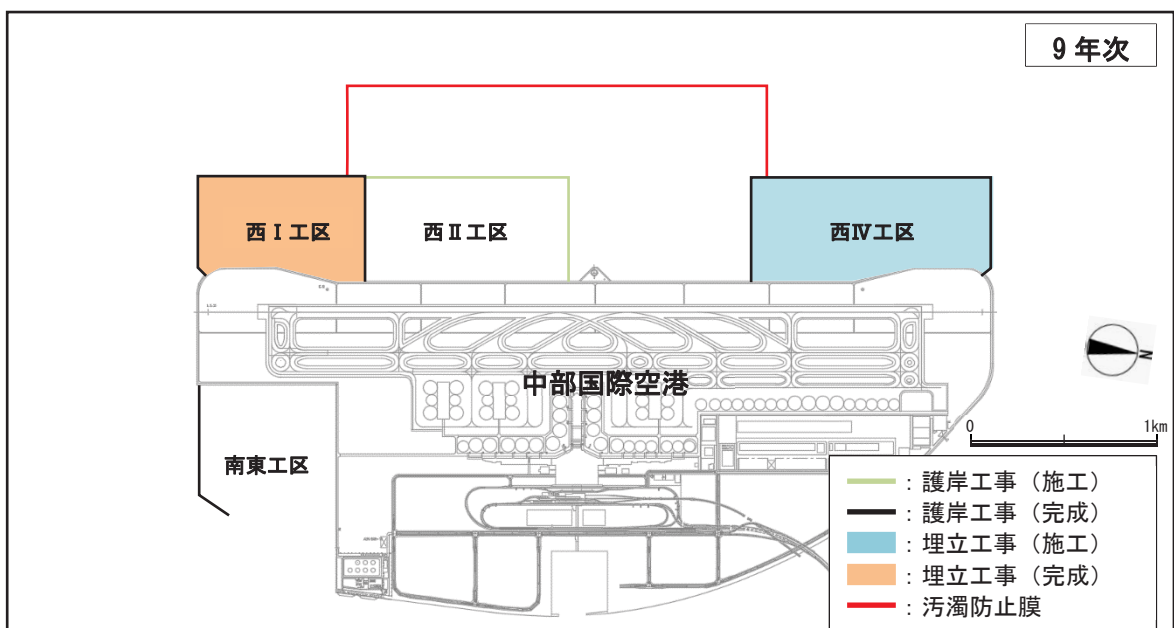 9 年次
西Ⅰ工区
西Ⅱ工区
西Ⅳ工区
中部国際空港
N
0
1km
南東工区
：護岸工事（施工）
：護岸工事（完成）
：埋立工事（施工）
：埋立工事（完成）
：汚濁防止膜